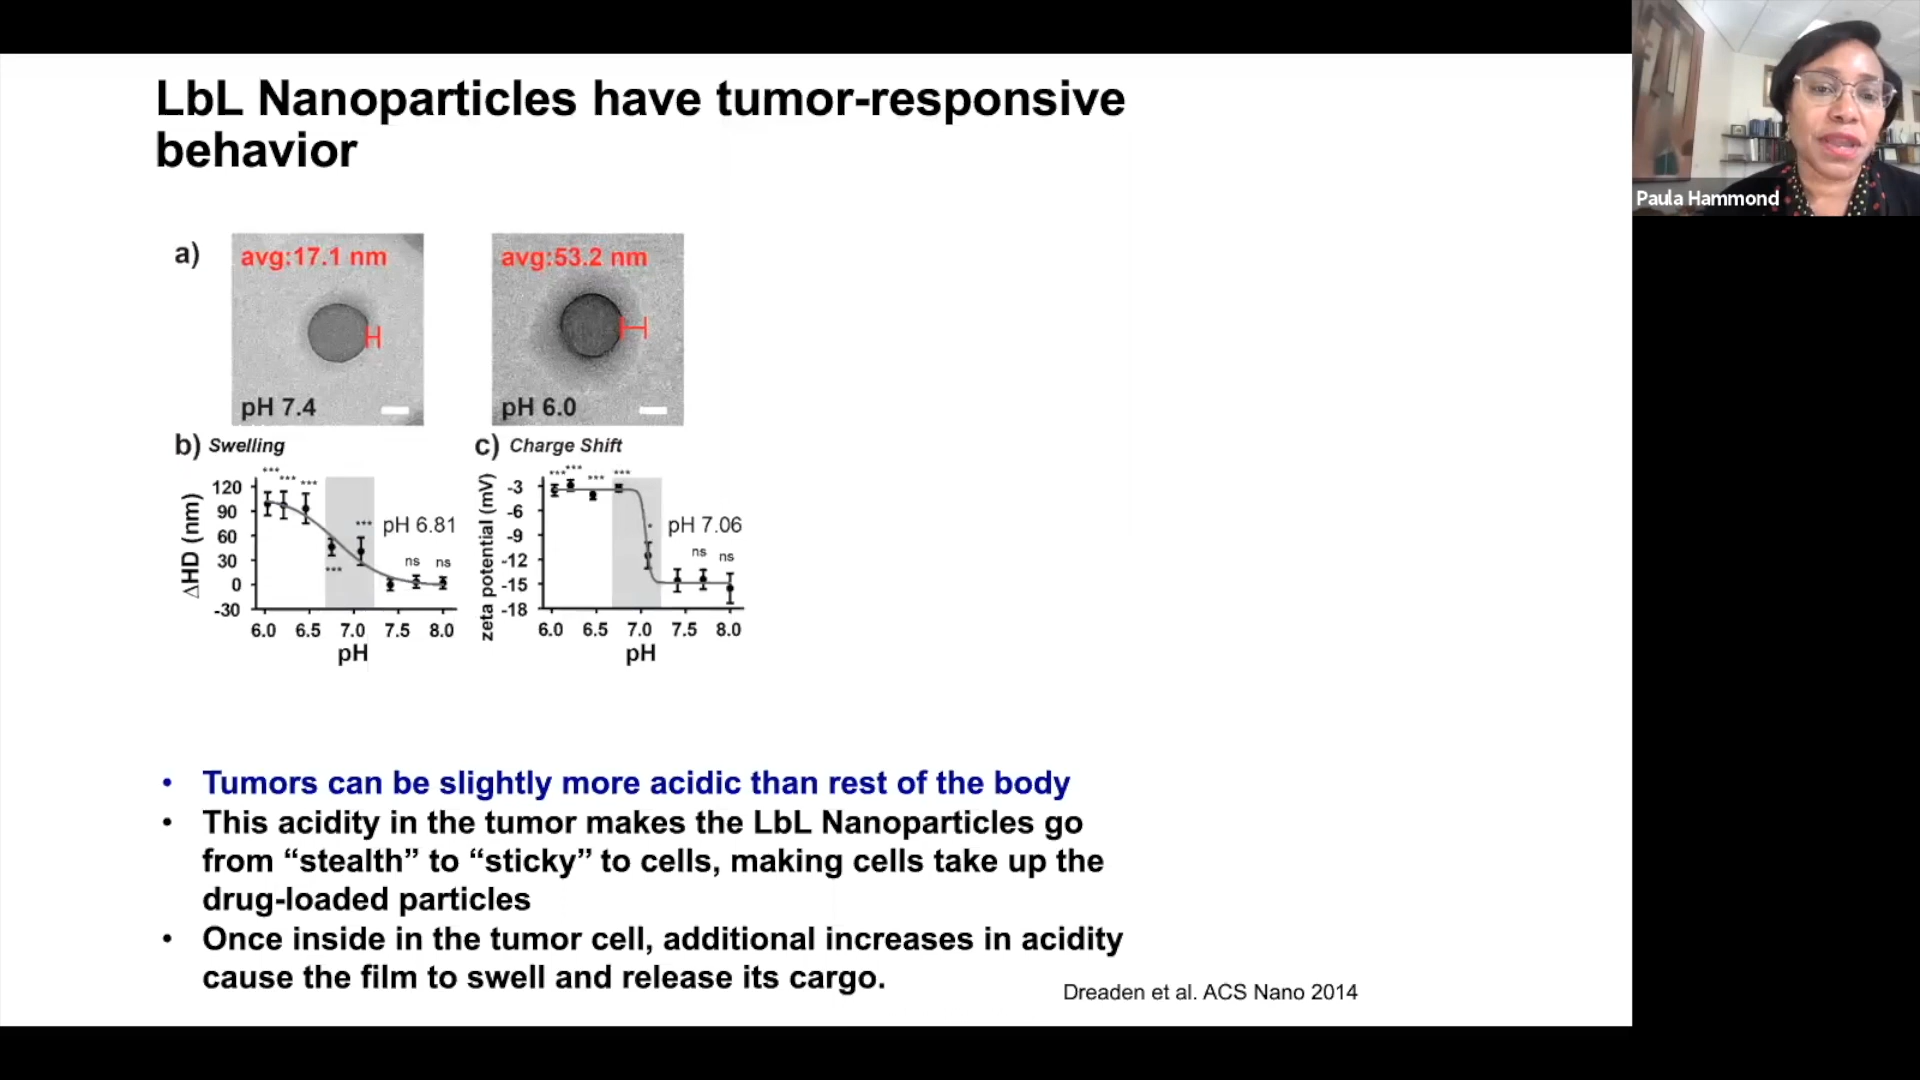 LbL Nanoparticles have tumor-responsive
behavior
Paula Hammond
a)
avg:17.1 nm
pH 7.4
avg:53.2 nm
pH 6.0
b) Swelling
*** *** ***
120
90
60
30
0
-30
ΔHD (nm)
***
***
pH 6.81
ns ns
6.0 6.5 7.0 7.5 8.0
pH
c) Charge Shift
*** *** *** ***
-3
-6
-9
-12
-15
-18
zeta potential (mV)
*
pH 7.06
ns ns
6.0 6.5 7.0 7.5 8.0
pH
• Tumors can be slightly more acidic than rest of the body
• This acidity in the tumor makes the LbL Nanoparticles go
from “stealth” to “sticky” to cells, making cells take up the
drug-loaded particles
• Once inside in the tumor cell, additional increases in acidity
cause the film to swell and release its cargo.
Dreaden et al. ACS Nano 2014